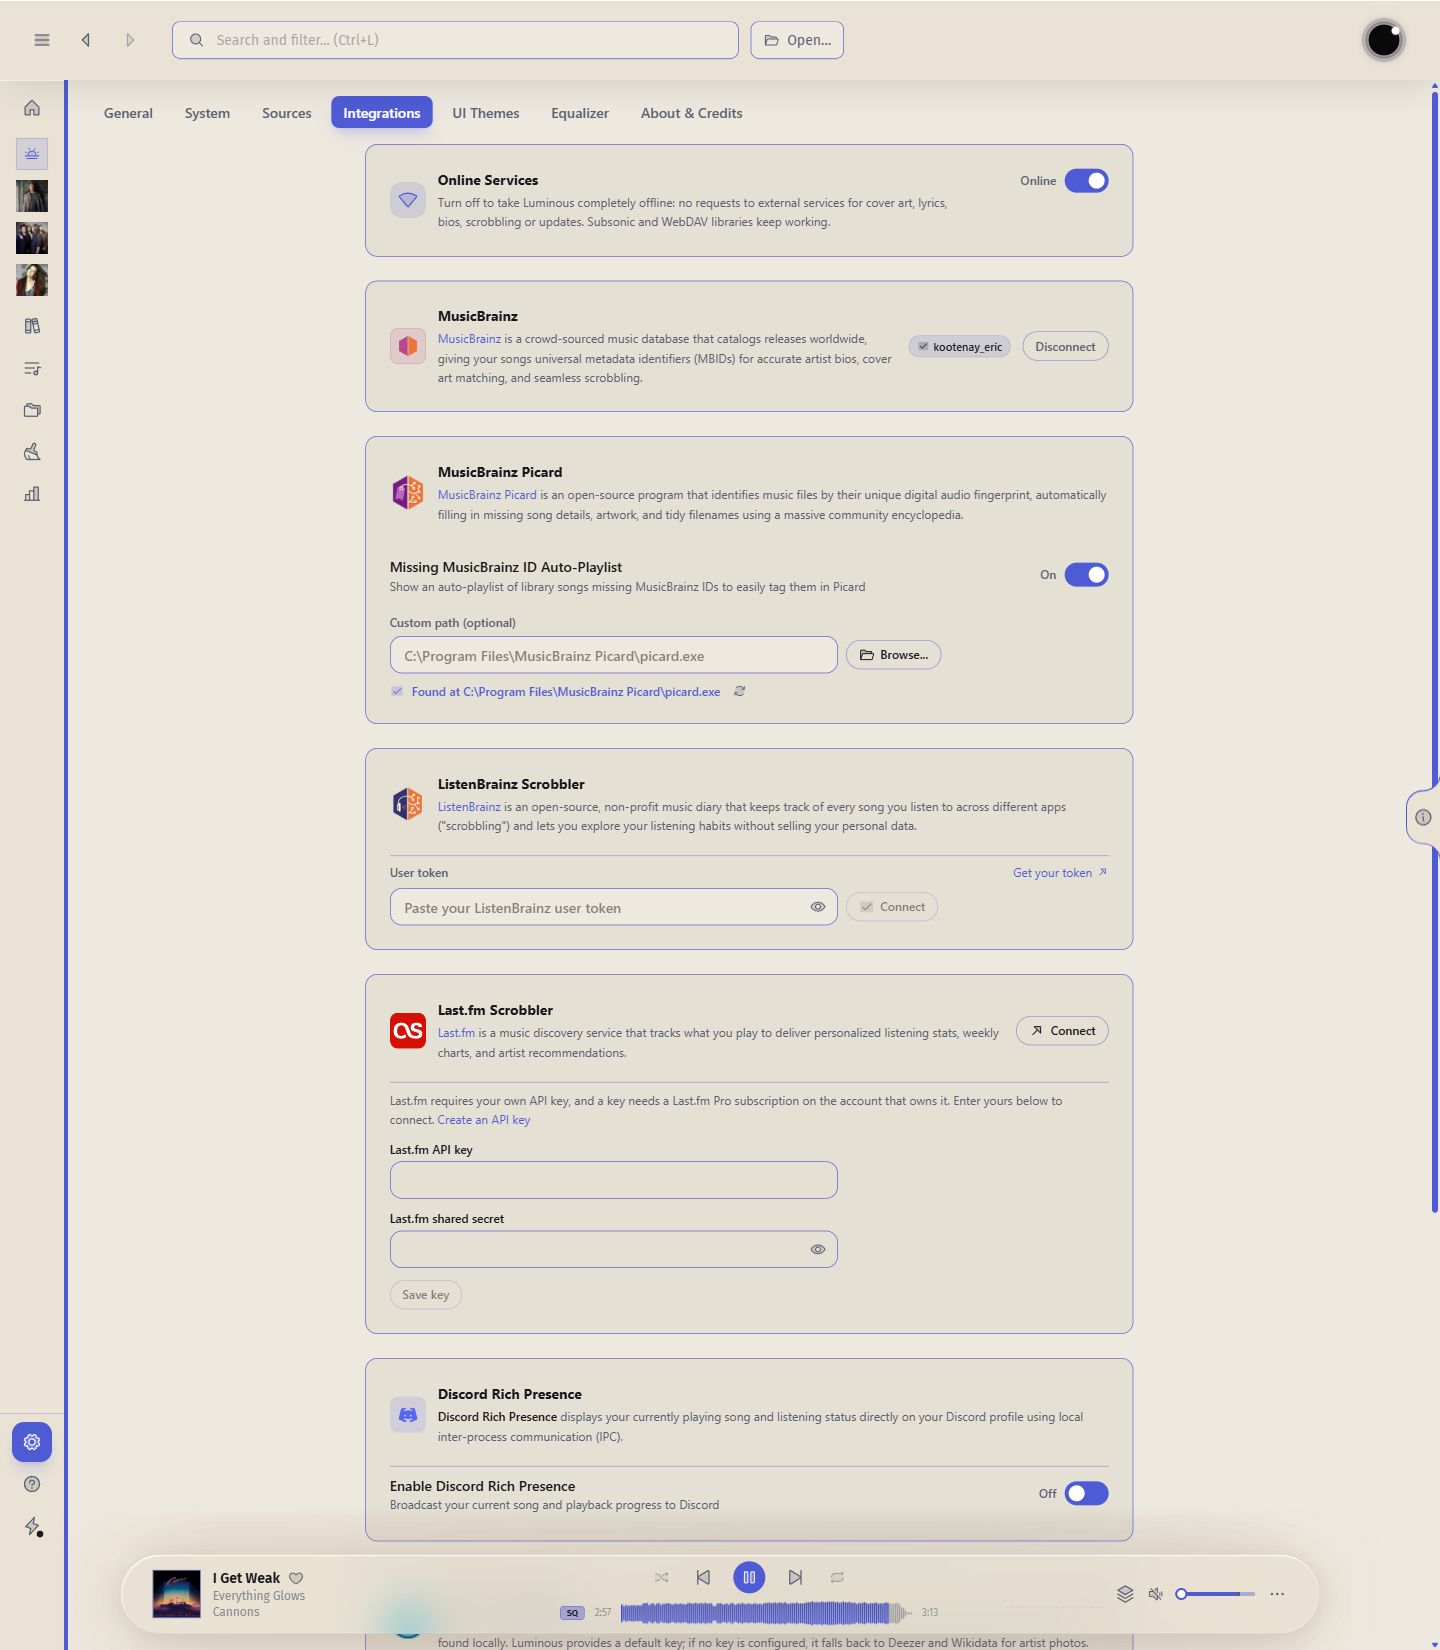 Search and filter... (Ctrl+L)
Open...
General System Sources Integrations UI Themes Equalizer About & Credits
Online Services
Online
Turn off to take Luminous completely offline: no requests to external services for cover art, lyrics,
bios, scrobbling or updates. Subsonic and WebDAV libraries keep working.
MusicBrainz
MusicBrainz is a crowd-sourced music database that catalogs releases worldwide,
giving your songs universal metadata identifiers (MBIDs) for accurate artist bios, cover
art matching, and seamless scrobbling.
kootenay_eric
Disconnect
MusicBrainz Picard
MusicBrainz Picard is an open-source program that identifies music files by their unique digital audio fingerprint, automatically
filling in missing song details, artwork, and tidy filenames using a massive community encyclopedia.
Missing MusicBrainz ID Auto-Playlist
Show an auto-playlist of library songs missing MusicBrainz IDs to easily tag them in Picard
On
Custom path (optional)
C:\Program Files\MusicBrainz Picard\picard.exe
Browse...
Found at C:\Program Files\MusicBrainz Picard\picard.exe
ListenBrainz Scrobbler
ListenBrainz is an open-source, non-profit music diary that keeps track of every song you listen to across different apps
("scrobbling") and lets you explore your listening habits without selling your personal data.
User token
Get your token
Paste your ListenBrainz user token
Connect
Last.fm Scrobbler
Last.fm is a music discovery service that tracks what you play to deliver personalized listening stats, weekly
charts, and artist recommendations.
Connect
Last.fm requires your own API key, and a key needs a Last.fm Pro subscription on the account that owns it. Enter yours below to
connect. Create an API key
Last.fm API key
Last.fm shared secret
Save key
Discord Rich Presence
Discord Rich Presence displays your currently playing song and listening status directly on your Discord profile using local
inter-process communication (IPC).
Enable Discord Rich Presence
Broadcast your current song and playback progress to Discord
Off
I Get Weak
Everything Glows
Cannons
SQ
2:57
3:13
found locally. Luminous provides a default key; if no key is configured, it falls back to Deezer and Wikidata for artist photos.